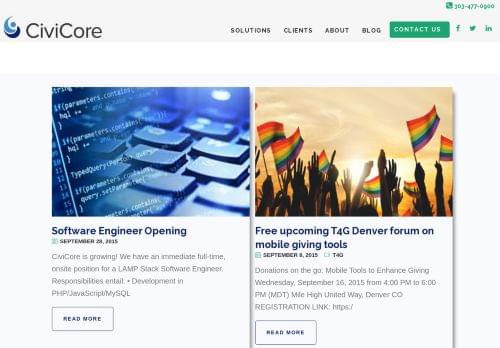 303-477-0900
CiviCore
SOLUTIONS CLIENTS ABOUT BLOG CONTACT US
Software Engineer Opening
SEPTEMBER 28, 2015
CiviCore is growing! We have an immediate full-time,
onsite position for a LAMP Stack Software Engineer.
Responsibilities entail: • Development in
PHP/JavaScript/MySQL
READ MORE
Free upcoming T4G Denver forum on
mobile giving tools
SEPTEMBER 8, 2015 T4G
Donations on the go: Mobile Tools to Enhance Giving
Wednesday, September 16, 2015 from 4:00 PM to 6:00
PM (MDT) Mile High United Way, Denver CO
REGISTRATION LINK: https:/
READ MORE